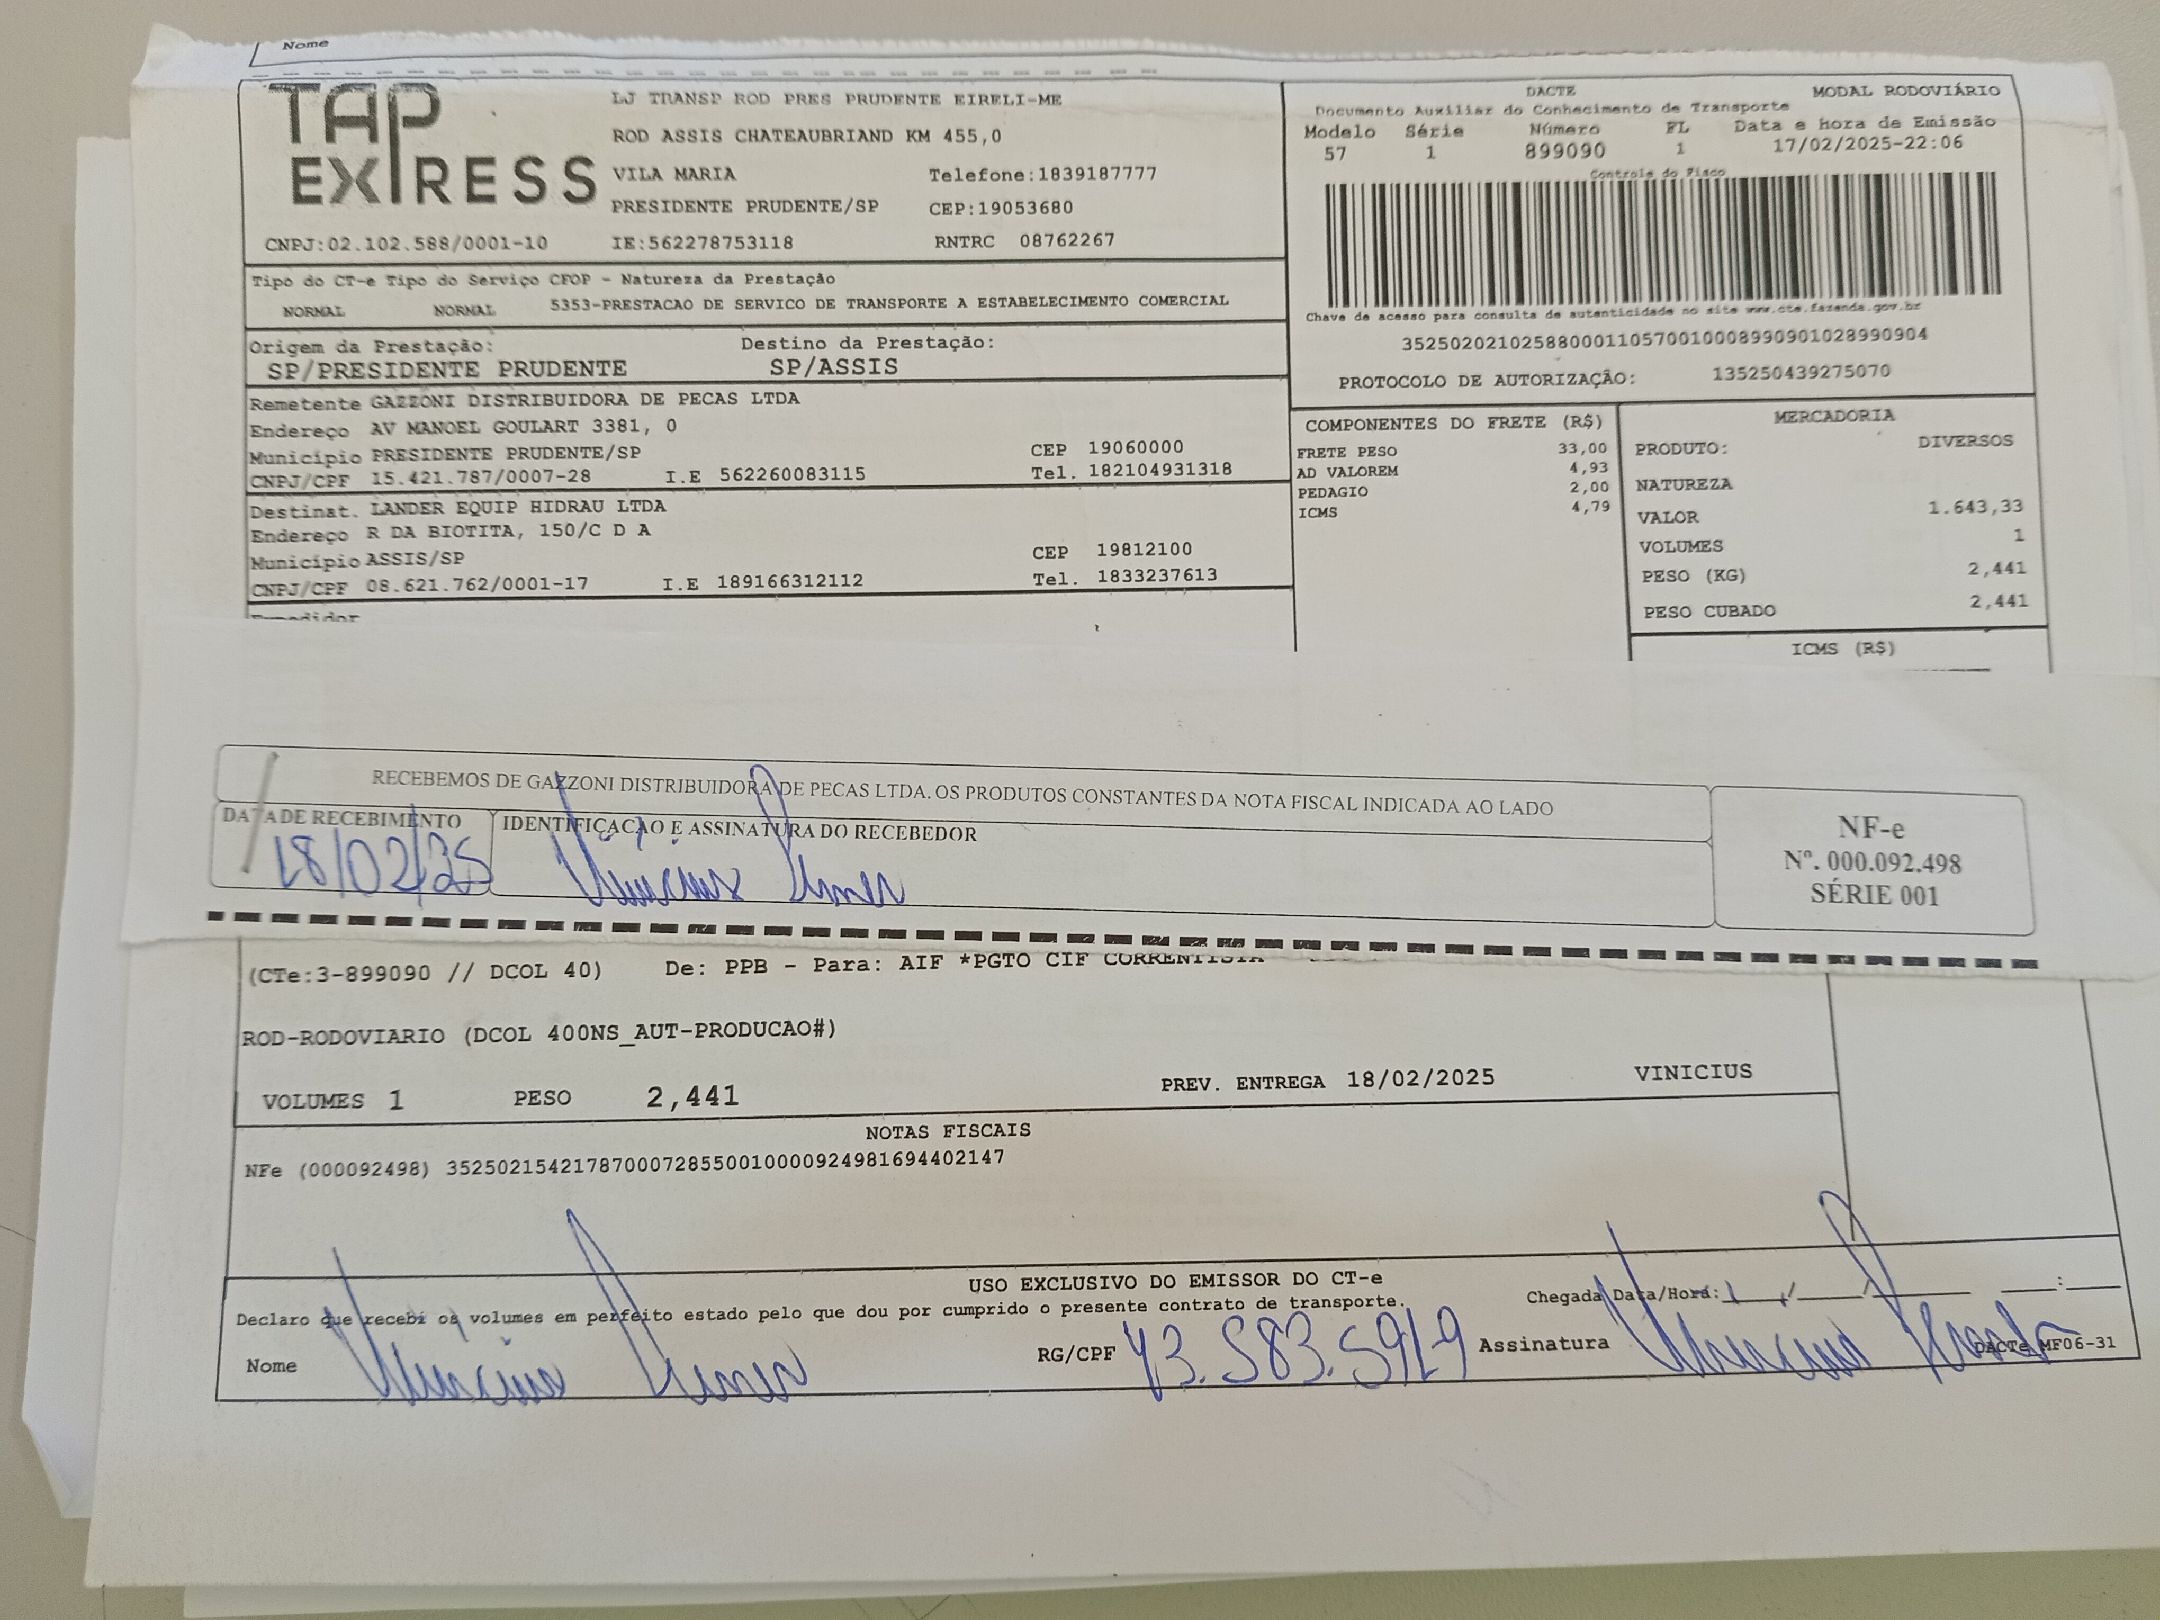 Nome
TAP EXPRESS
LJ TRANSP ROD PRES PRUDENTE EIRELI-ME
ROD ASSIS CHATEAUBRIAND KM 455,0
VILA MARIA Telefone:1839187777
PRESIDENTE PRUDENTE/SP CEP:19053680
CNPJ:02.102.588/0001-10 IE:562278753118 RNTRC 08762267
DACTE MODAL RODOVIÁRIO
Documento Auxiliar do Conhecimento de Transporte
Modelo Série Número FL Data e hora de Emissão
57 1 899090 1 17/02/2025-22:06
Controle do Fisco
Chave de acesso para consulta de autenticidade no site www.cte.fazenda.gov.br
35250202102588000110570010008990901028990904
PROTOCOLO DE AUTORIZAÇÃO: 135250439275070
Tipo do CT-e Tipo do Serviço CFOP - Natureza da Prestação
NORMAL NORMAL 5353-PRESTACAO DE SERVICO DE TRANSPORTE A ESTABELECIMENTO COMERCIAL
Origem da Prestação: Destino da Prestação:
SP/PRESIDENTE PRUDENTE SP/ASSIS
Remetente GAZZONI DISTRIBUIDORA DE PECAS LTDA
Endereço AV MANOEL GOULART 3381, 0
Município PRESIDENTE PRUDENTE/SP CEP 19060000
CNPJ/CPF 15.421.787/0007-28 I.E 562260083115 Tel. 182104931318
Destinat. LANDER EQUIP HIDRAU LTDA
Endereço R DA BIOTITA, 150/C D A
Município ASSIS/SP CEP 19812100
CNPJ/CPF 08.621.762/0001-17 I.E 189166312112 Tel. 1833237613
Expedidor
COMPONENTES DO FRETE (R$)
FRETE PESO 33,00
AD VALOREM 4,93
PEDAGIO 2,00
ICMS 4,79
MERCADORIA
PRODUTO: DIVERSOS
NATUREZA
VALOR 1.643,33
VOLUMES 1
PESO (KG) 2,441
PESO CUBADO 2,441
ICMS (R$)
RECEBEMOS DE GAZZONI DISTRIBUIDORA DE PECAS LTDA. OS PRODUTOS CONSTANTES DA NOTA FISCAL INDICADA AO LADO
DATA DE RECEBIMENTO IDENTIFICAÇÃO E ASSINATURA DO RECEBEDOR
18/02/25 Vinicius
NF-e
Nº. 000.092.498
SÉRIE 001
(CTe:3-899090 // DCOL 40) De: PPB - Para: AIF *PGTO CIF CORRENTISTA
ROD-RODOVIARIO (DCOL 400NS_AUT-PRODUCAO#)
VOLUMES 1 PESO 2,441 PREV. ENTREGA 18/02/2025 VINICIUS
NOTAS FISCAIS
NFe (000092498) 35250215421787000728550010000924981694402147
USO EXCLUSIVO DO EMISSOR DO CT-e
Declaro que recebi os volumes em perfeito estado pelo que dou por cumprido o presente contrato de transporte. Chegada Data/Hora: / / :
Nome Vinicius RG/CPF 43.583.591-9 Assinatura Vinicius
DACTe MF06-31